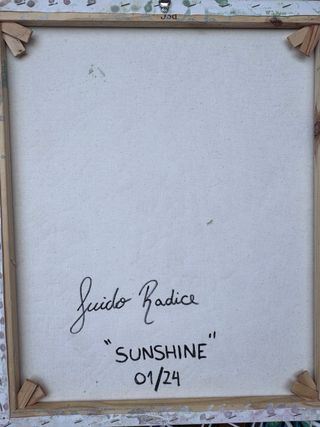 Guido Radice
"SUNSHINE"
01/24